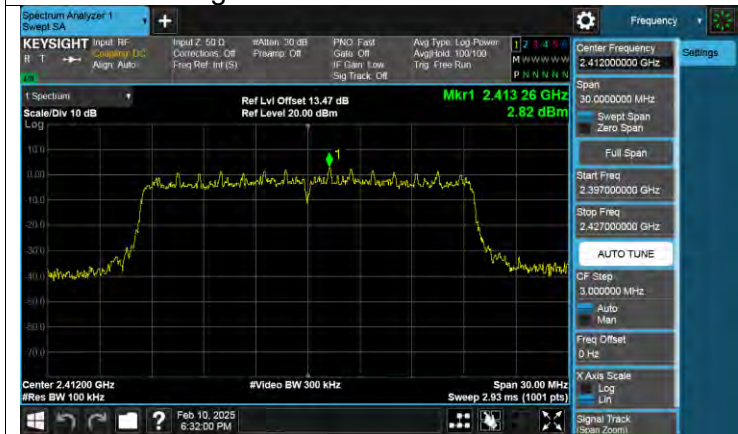 Spectrum Analyzer 1
Swept SA
+
Frequency
KEYSIGHT
R T
Input: RF
Coupling: DC
Align: Auto
Input Z: 50 Ω
Corrections: Off
Freq Ref: Int (S)
#Atten: 30 dB
Preamp: Off
PNO: Fast
Gate: Off
IF Gain: Low
Sig Track: Off
Avg Type: Log-Power
Avg|Hold: 100/100
Trig: Free Run
1 2 3 4 5 6
M W W W W W
P N N N N N
1 Spectrum
Scale/Div 10 dB
Log
Ref Lvl Offset 13.47 dB
Ref Level 20.00 dBm
Mkr1 2.413 26 GHz
2.82 dBm
1
10.0
0.00
-10.0
-20.0
-30.0
-40.0
-50.0
-60.0
-70.0
Center 2.41200 GHz
#Res BW 100 kHz
#Video BW 300 kHz
Span 30.00 MHz
Sweep 2.93 ms (1001 pts)
Center Frequency
2.412000000 GHz
Settings
Span
30.0000000 MHz
Swept Span
Zero Span
Full Span
Start Freq
2.397000000 GHz
Stop Freq
2.427000000 GHz
AUTO TUNE
CF Step
3.000000 MHz
Auto
Man
Freq Offset
0 Hz
X Axis Scale
Log
Lin
Signal Track
(Span Zoom)
?
Feb 10, 2025
6:32:00 PM